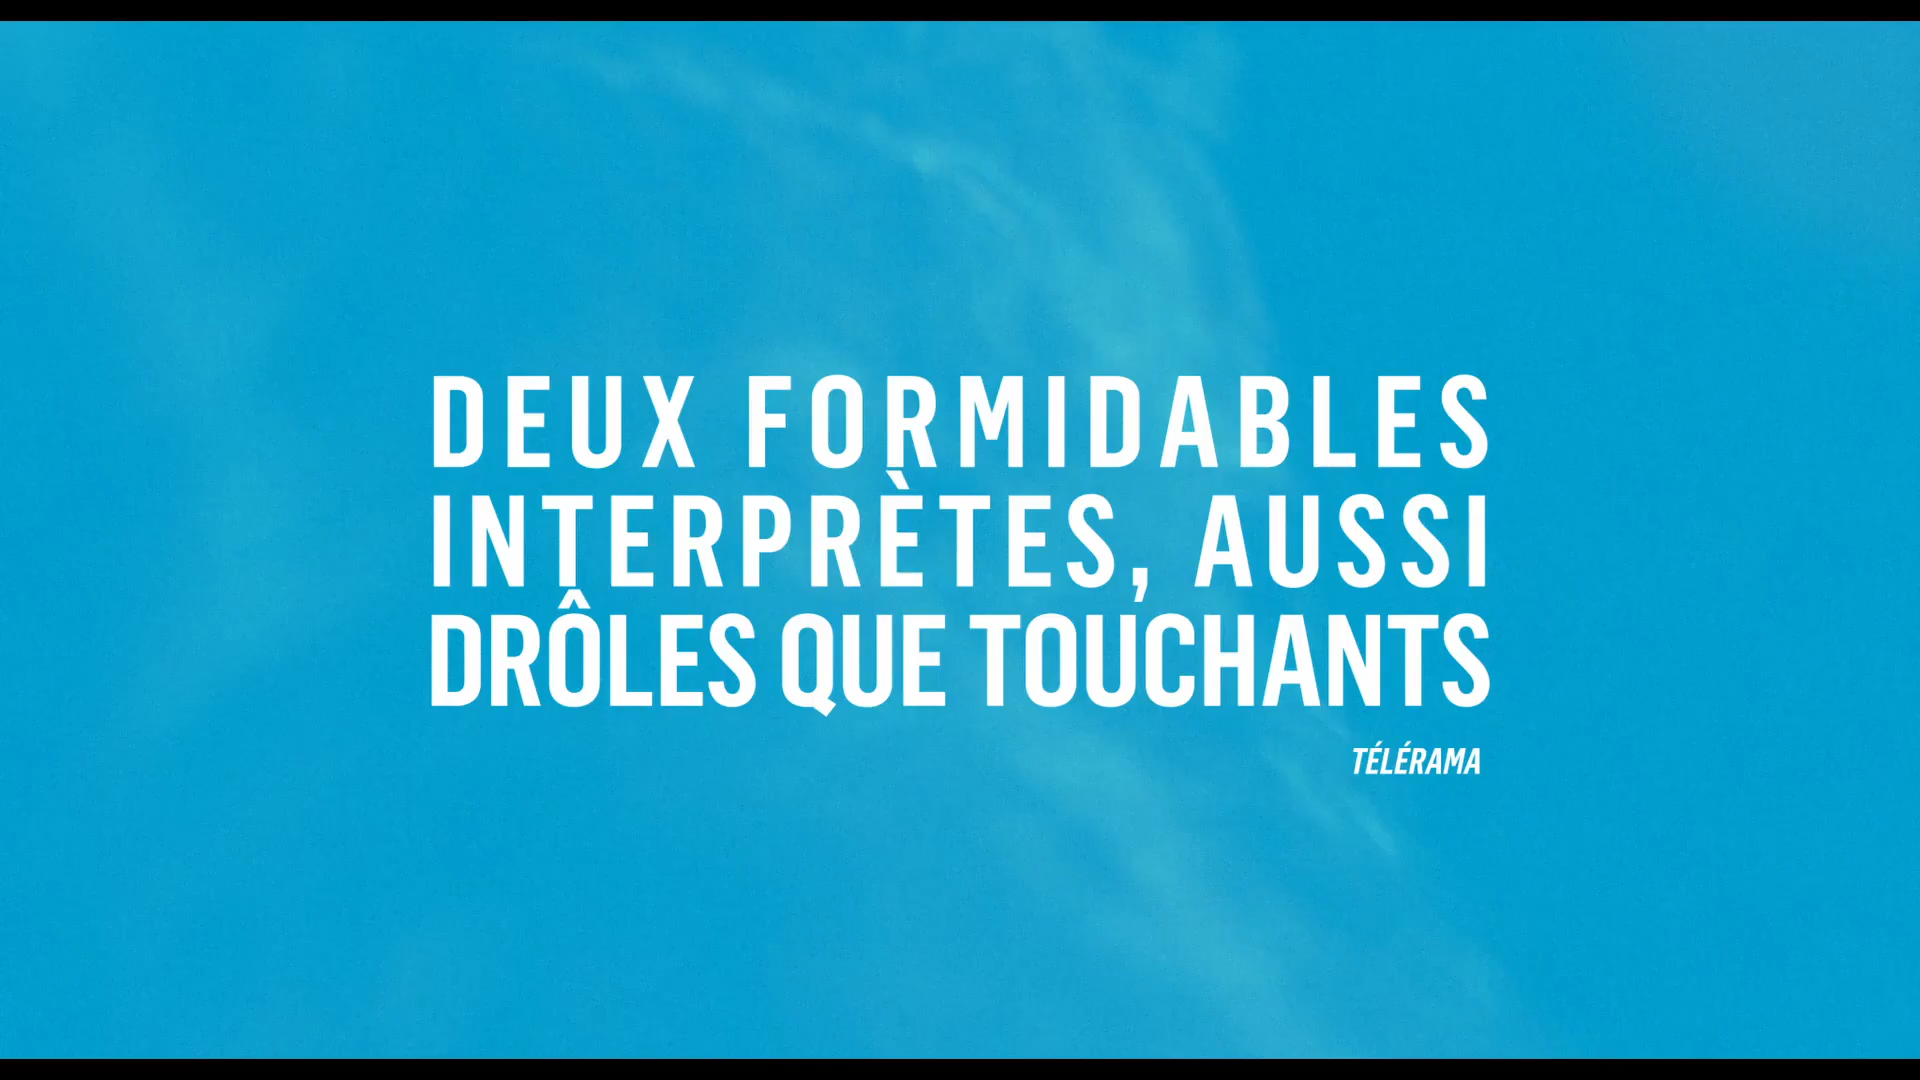 DEUX FORMIDABLES
INTERPRÈTES, AUSSI
DRÔLES QUE TOUCHANTS
TÉLÉRAMA